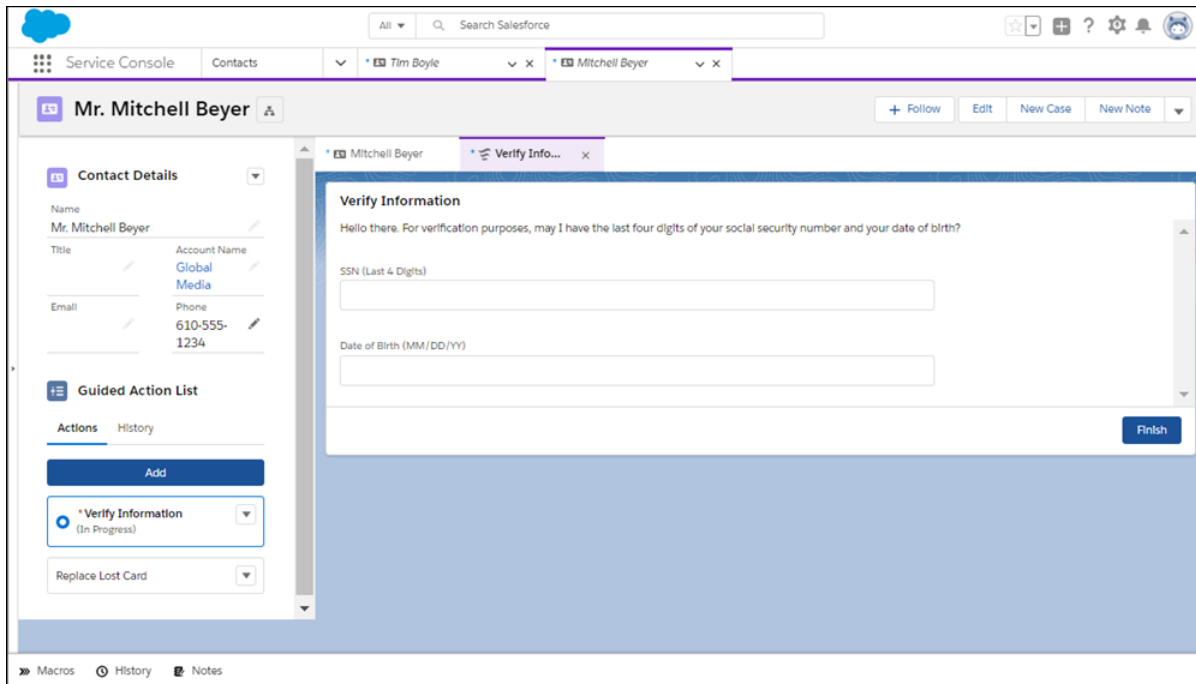 All Search Salesforce
Service Console Contacts * Tim Boyle * Mitchell Beyer
Mr. Mitchell Beyer + Follow Edit New Case New Note
* Mitchell Beyer * Verify Info...
Contact Details
Name
Mr. Mitchell Beyer
Title Account Name
Global
Media
Email Phone
610-555-
1234
Guided Action List
Actions History
Add
* Verify Information
(In Progress)
Replace Lost Card
Verify Information
Hello there. For verification purposes, may I have the last four digits of your social security number and your date of birth?
SSN (Last 4 Digits)
Date of Birth (MM/DD/YY)
Finish
Macros History Notes